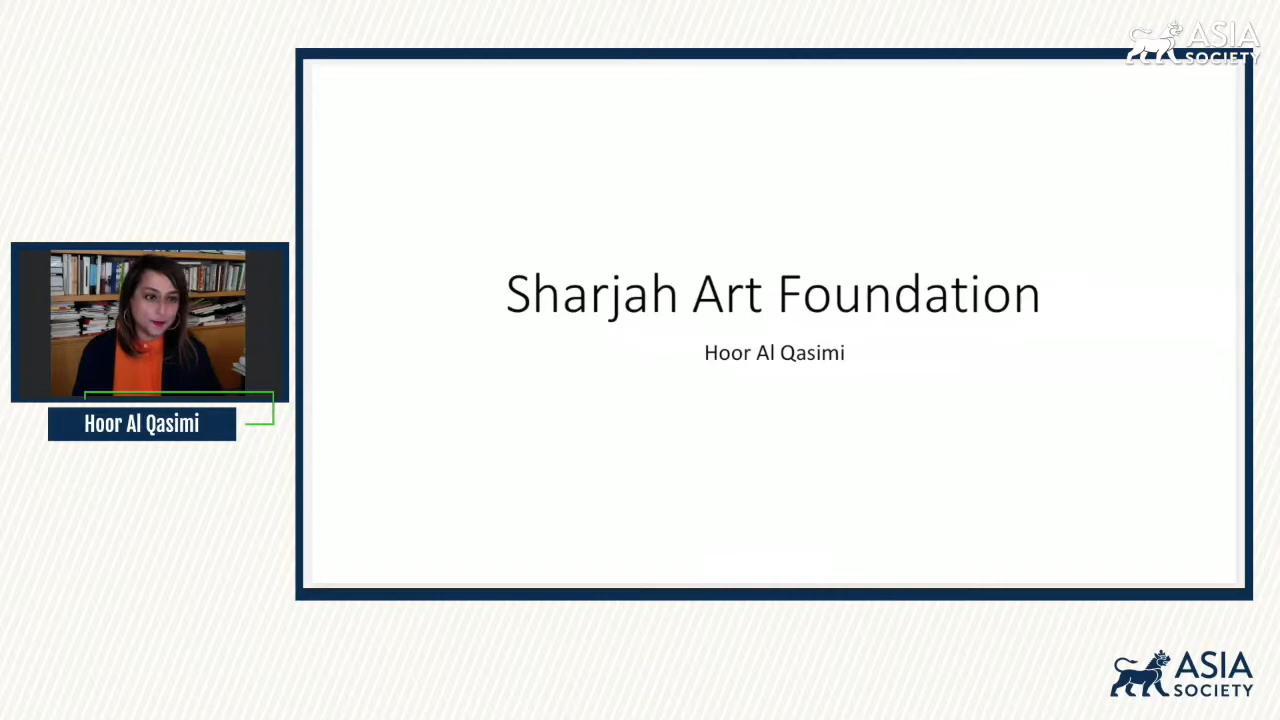 ASIA
SOCIETY
Sharjah Art Foundation
Hoor Al Qasimi
Hoor Al Qasimi
ASIA
SOCIETY